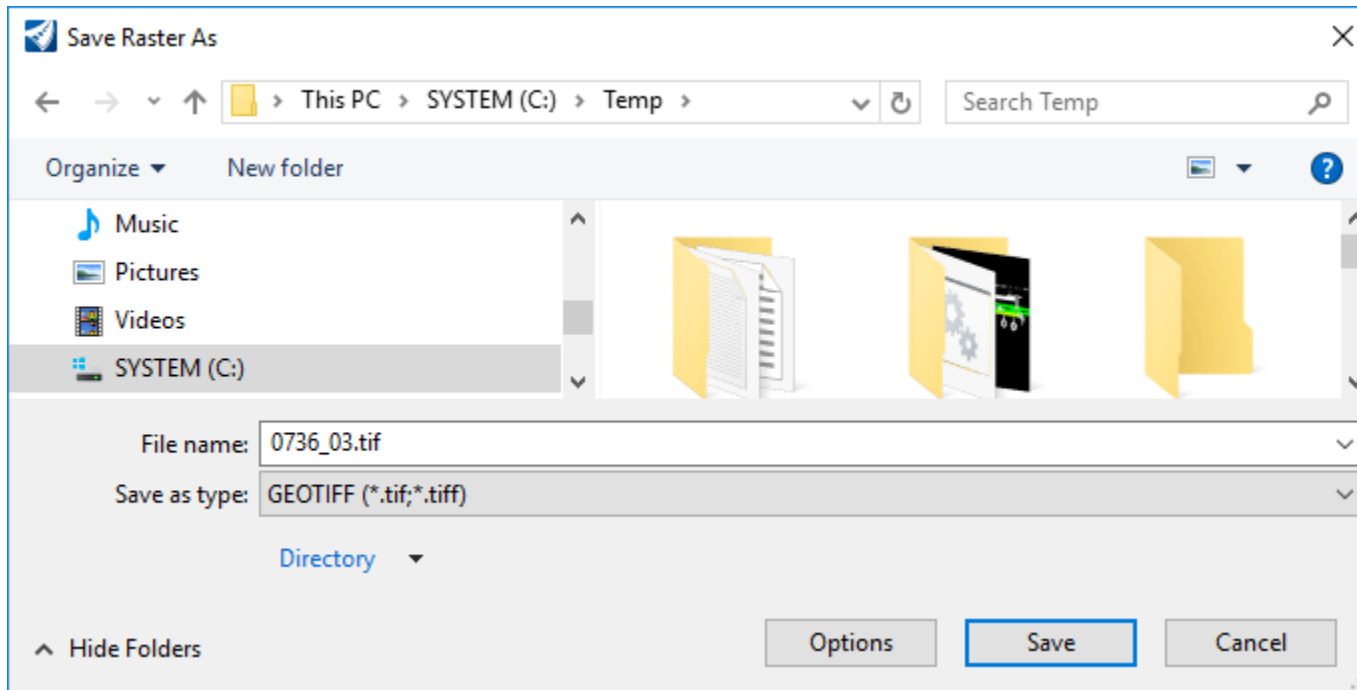 Save Raster As
This PC > SYSTEM (C:) > Temp >
Search Temp
Organize
New folder
?
Music
Pictures
Videos
SYSTEM (C:)
File name: 0736_03.tif
Save as type: GEOTIFF (*.tif;*.tiff)
Directory
Hide Folders
Options
Save
Cancel